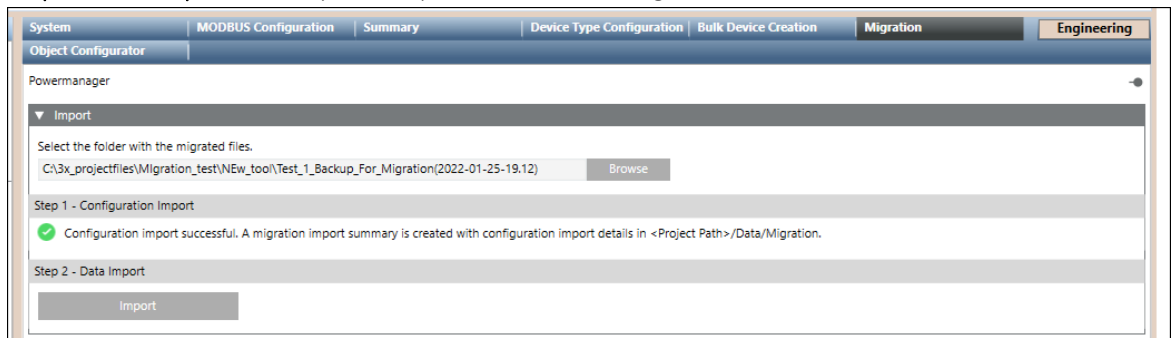 System MODBUS Configuration Summary Device Type Configuration Bulk Device Creation Migration Engineering
Object Configurator
Powermanager
Import
Select the folder with the migrated files.
C:\3x_projectfiles\MIgration_test\NEw_tool\Test_1_Backup_For_Migration(2022-01-25-19.12) Browse
Step 1 - Configuration Import
Configuration import successful. A migration import summary is created with configuration import details in <Project Path>/Data/Migration.
Step 2 - Data Import
Import